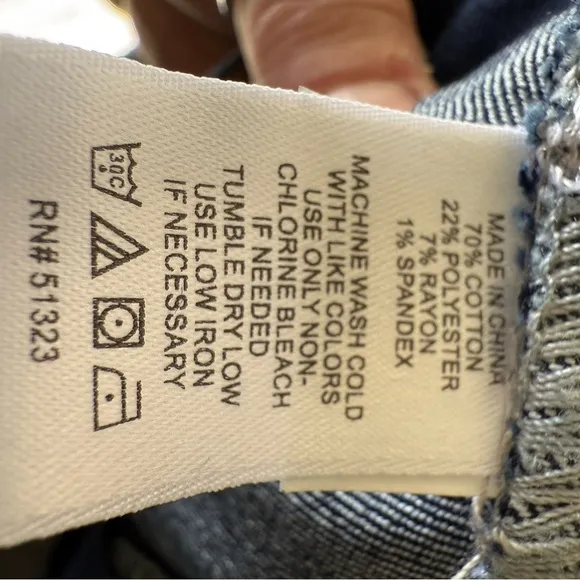 MADE IN CHINA
70% COTTON
22% POLYESTER
7% RAYON
1% SPANDEX
MACHINE WASH COLD
WITH LIKE COLORS
USE ONLY NON-
CHLORINE BLEACH
IF NEEDED
TUMBLE DRY LOW
USE LOW IRON
IF NECESSARY
30C
RN# 51323